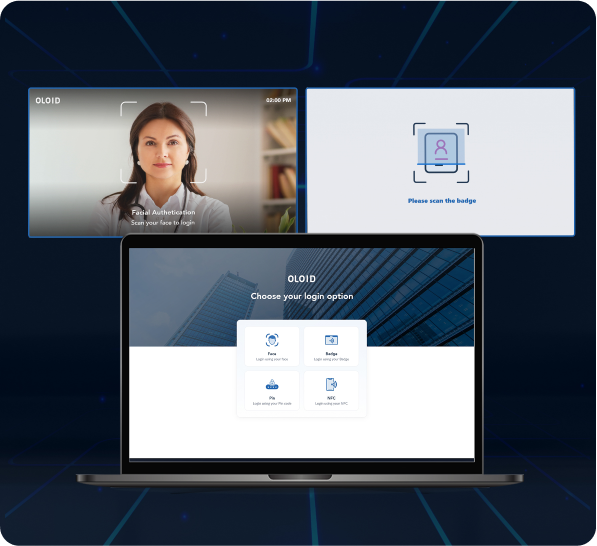 OLOID
02:00 PM
Facial Authetication
Scan your face to login
Please scan the badge
OLOID
Choose your login option
Face
Login using your face
Badge
Login using your Badge
Pin
Login using your Pin code
NFC
Login using your NFC